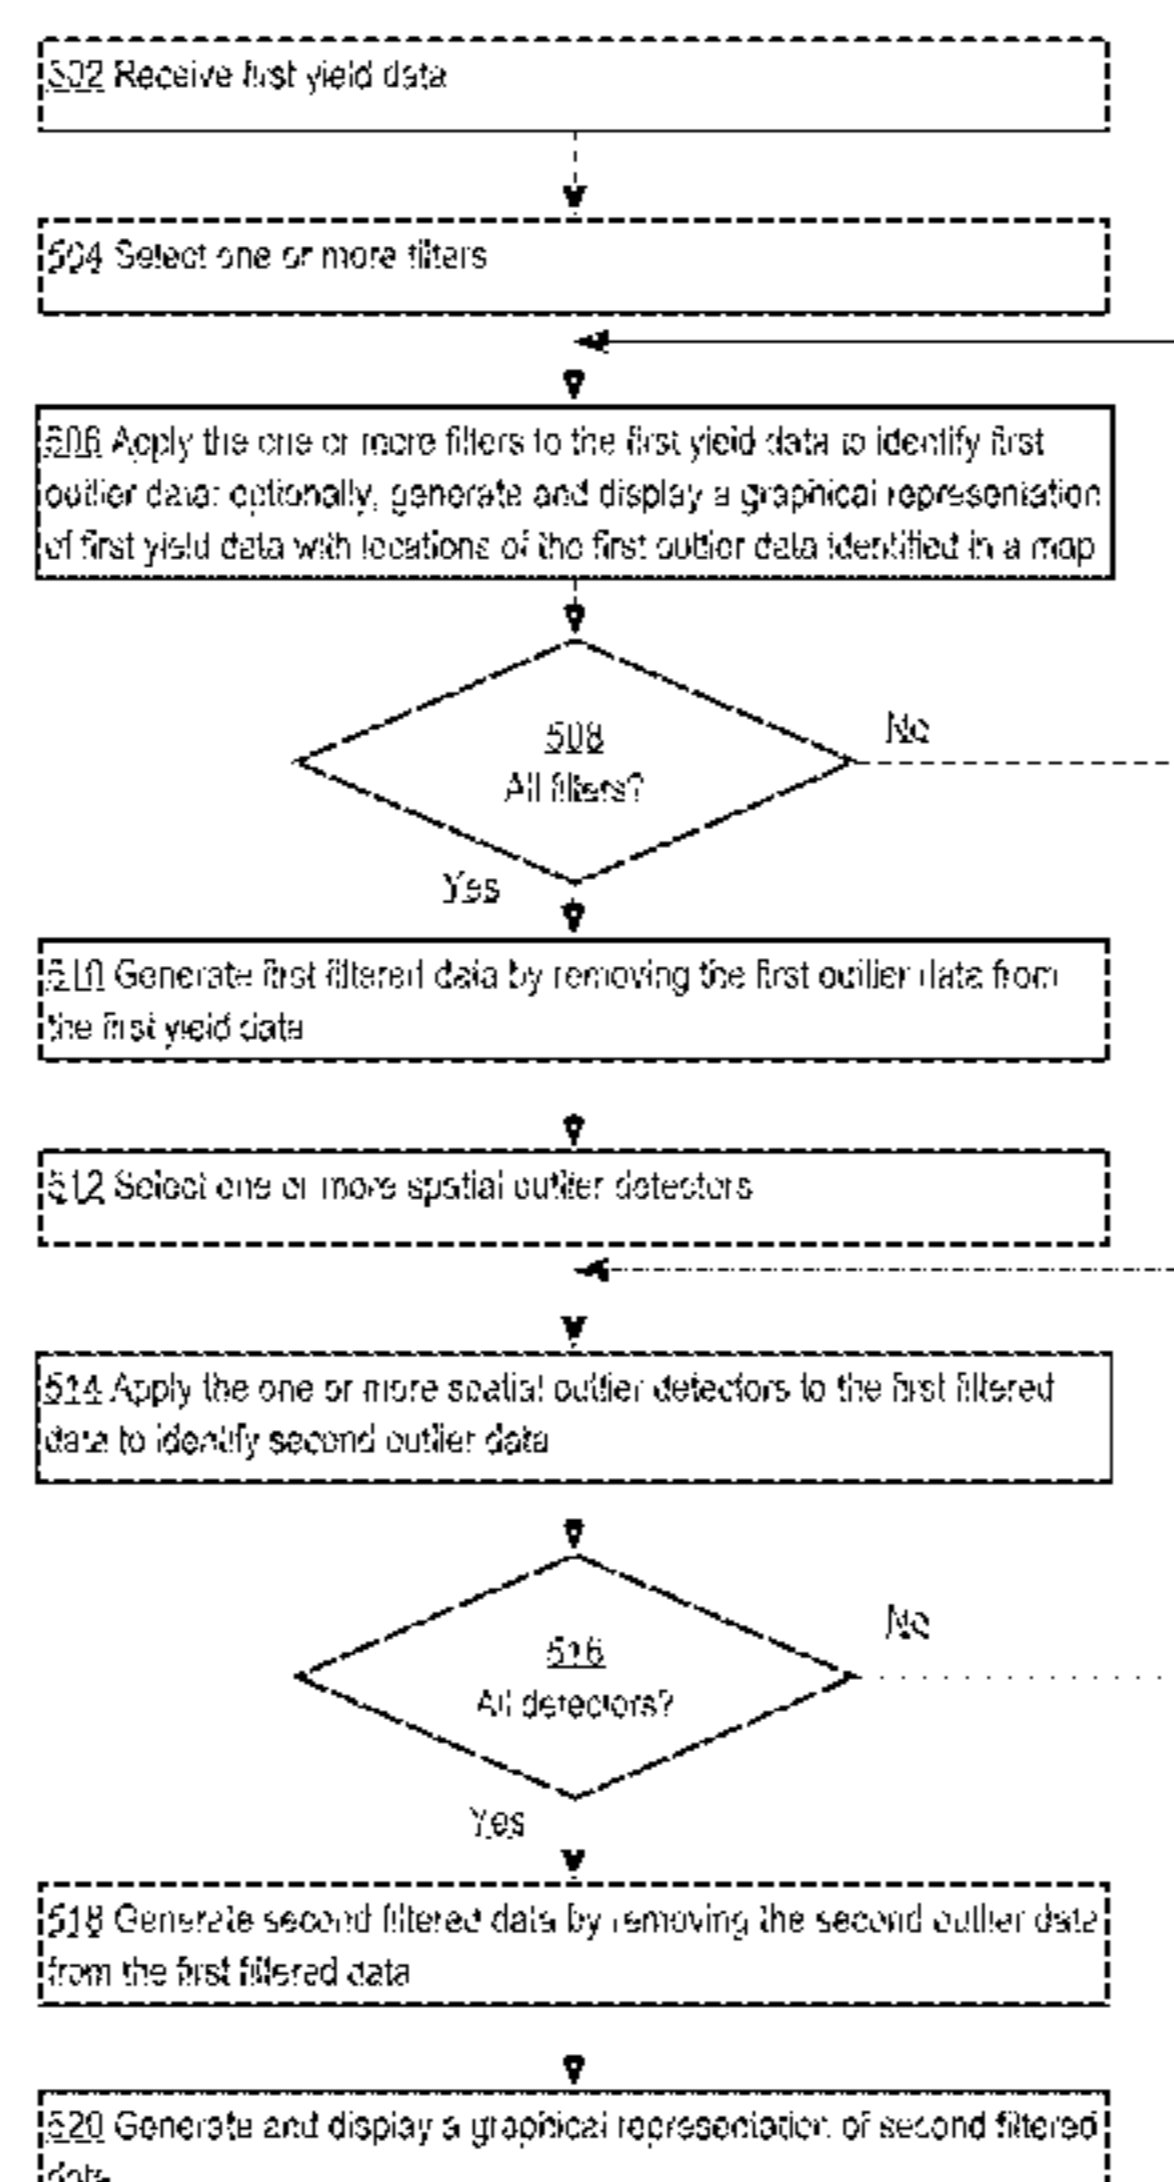 502 Receive first yield data
504 Select one or more filters
506 Apply the one or more filters to the first yield data to identify first
outlier data; optionally, generate and display a graphical representation
of first yield data with locations of the first outlier data identified in a map
508
All filters?
No
Yes
510 Generate first filtered data by removing the first outlier data from
the first yield data
512 Select one or more spatial outlier detectors
514 Apply the one or more spatial outlier detectors to the first filtered
data to identify second outlier data
516
All detectors?
No
Yes
518 Generate second filtered data by removing the second outlier data
from the first filtered data
520 Generate and display a graphical representation of second filtered
data